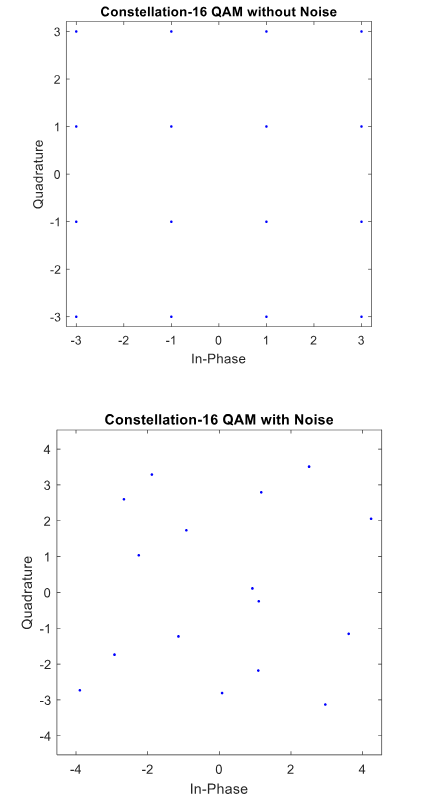 Constellation-16 QAM without Noise
3
2
1
0
-1
-2
-3
Quadrature
-3 -2 -1 0 1 2 3
In-Phase
Constellation-16 QAM with Noise
4
3
2
1
0
-1
-2
-3
-4
Quadrature
-4 -2 0 2 4
In-Phase